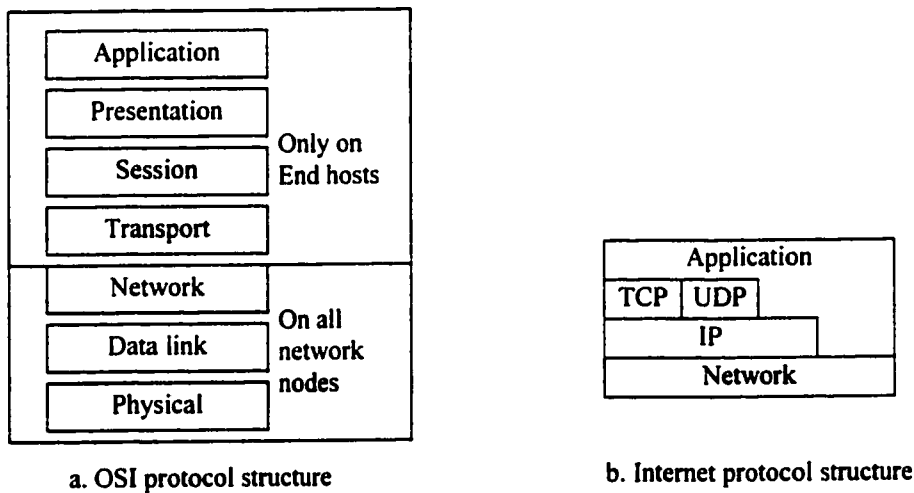 Application
Presentation
Session
Transport
Only on
End hosts
Network
Data link
Physical
On all
network
nodes
a. OSI protocol structure
Application
TCP UDP
IP
Network
b. Internet protocol structure